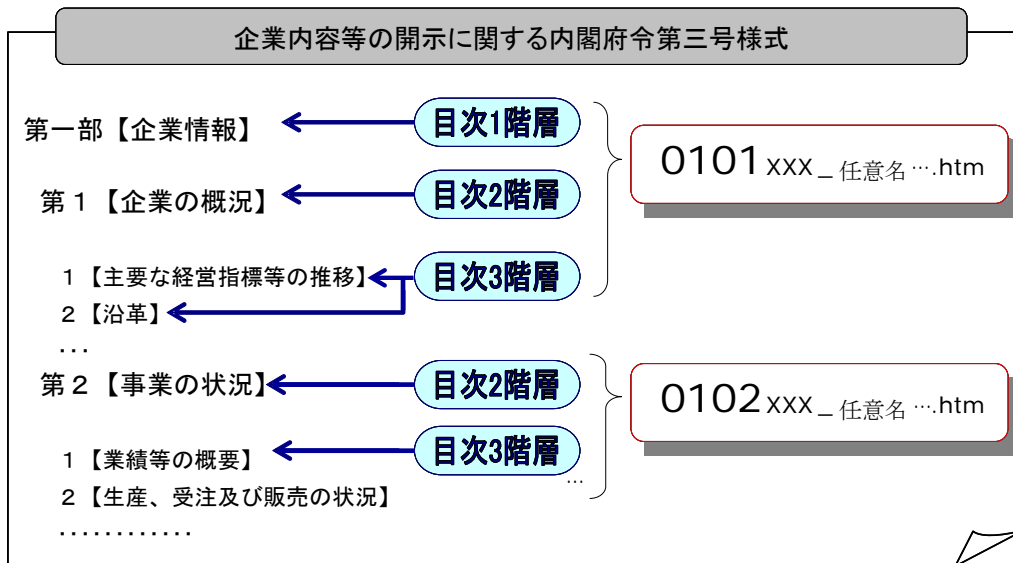 企業内容等の開示に関する内閣府令第三号様式
第一部【企業情報】
目次1階層
第１【企業の概況】
目次2階層
1【主要な経営指標等の推移】
目次3階層
2【沿革】
...
0101xxx_任意名….htm
第２【事業の状況】
目次2階層
1【業績等の概要】
目次3階層
…
2【生産、受注及び販売の状況】
............
0102xxx_任意名….htm